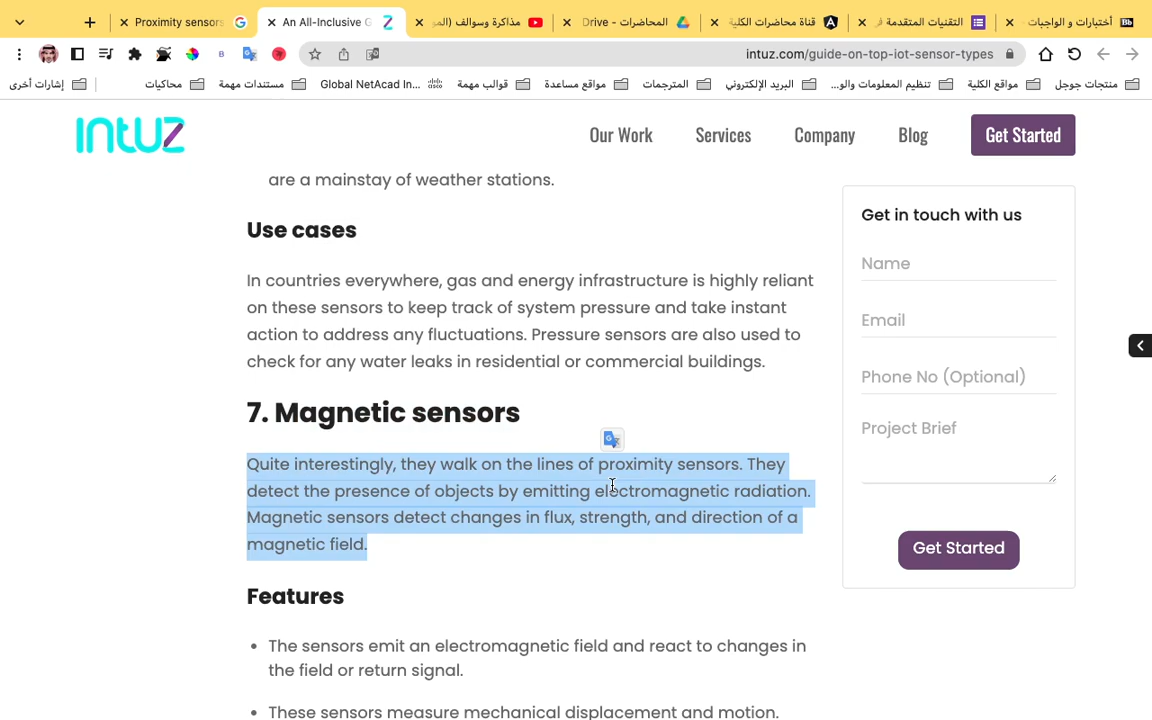 Proximity sensors
An All-Inclusive G
مذكرة وسوالف (المو
المحاضرات - Drive
قناة محاضرات الكلية
التقنيات المتقدمة في
أختبارات و الواجبات
Bb
intuz.com/guide-on-top-iot-sensor-types
إشارات أخرى
محاكيات
مستندات مهمة
Global NetAcad In...
قوالب مهمة
مواقع مساعدة
المترجمات
البريد الإلكتروني
تنظيم المعلومات والو...
مواقع الكلية
منتجات جوجل
INtUZ
Our Work
Services
Company
Blog
Get Started
are a mainstay of weather stations.
Use cases
In countries everywhere, gas and energy infrastructure is highly reliant
on these sensors to keep track of system pressure and take instant
action to address any fluctuations. Pressure sensors are also used to
check for any water leaks in residential or commercial buildings.
7. Magnetic sensors
Quite interestingly, they walk on the lines of proximity sensors. They
detect the presence of objects by emitting electromagnetic radiation.
Magnetic sensors detect changes in flux, strength, and direction of a
magnetic field.
Features
• The sensors emit an electromagnetic field and react to changes in
the field or return signal.
• These sensors measure mechanical displacement and motion.
Get in touch with us
Name
Email
Phone No (Optional)
Project Brief
Get Started